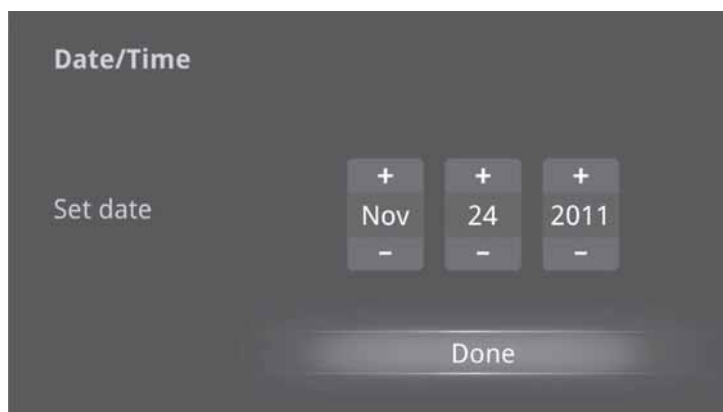 Date/Time
+ + +
Set date Nov 24 2011
- - -
Done